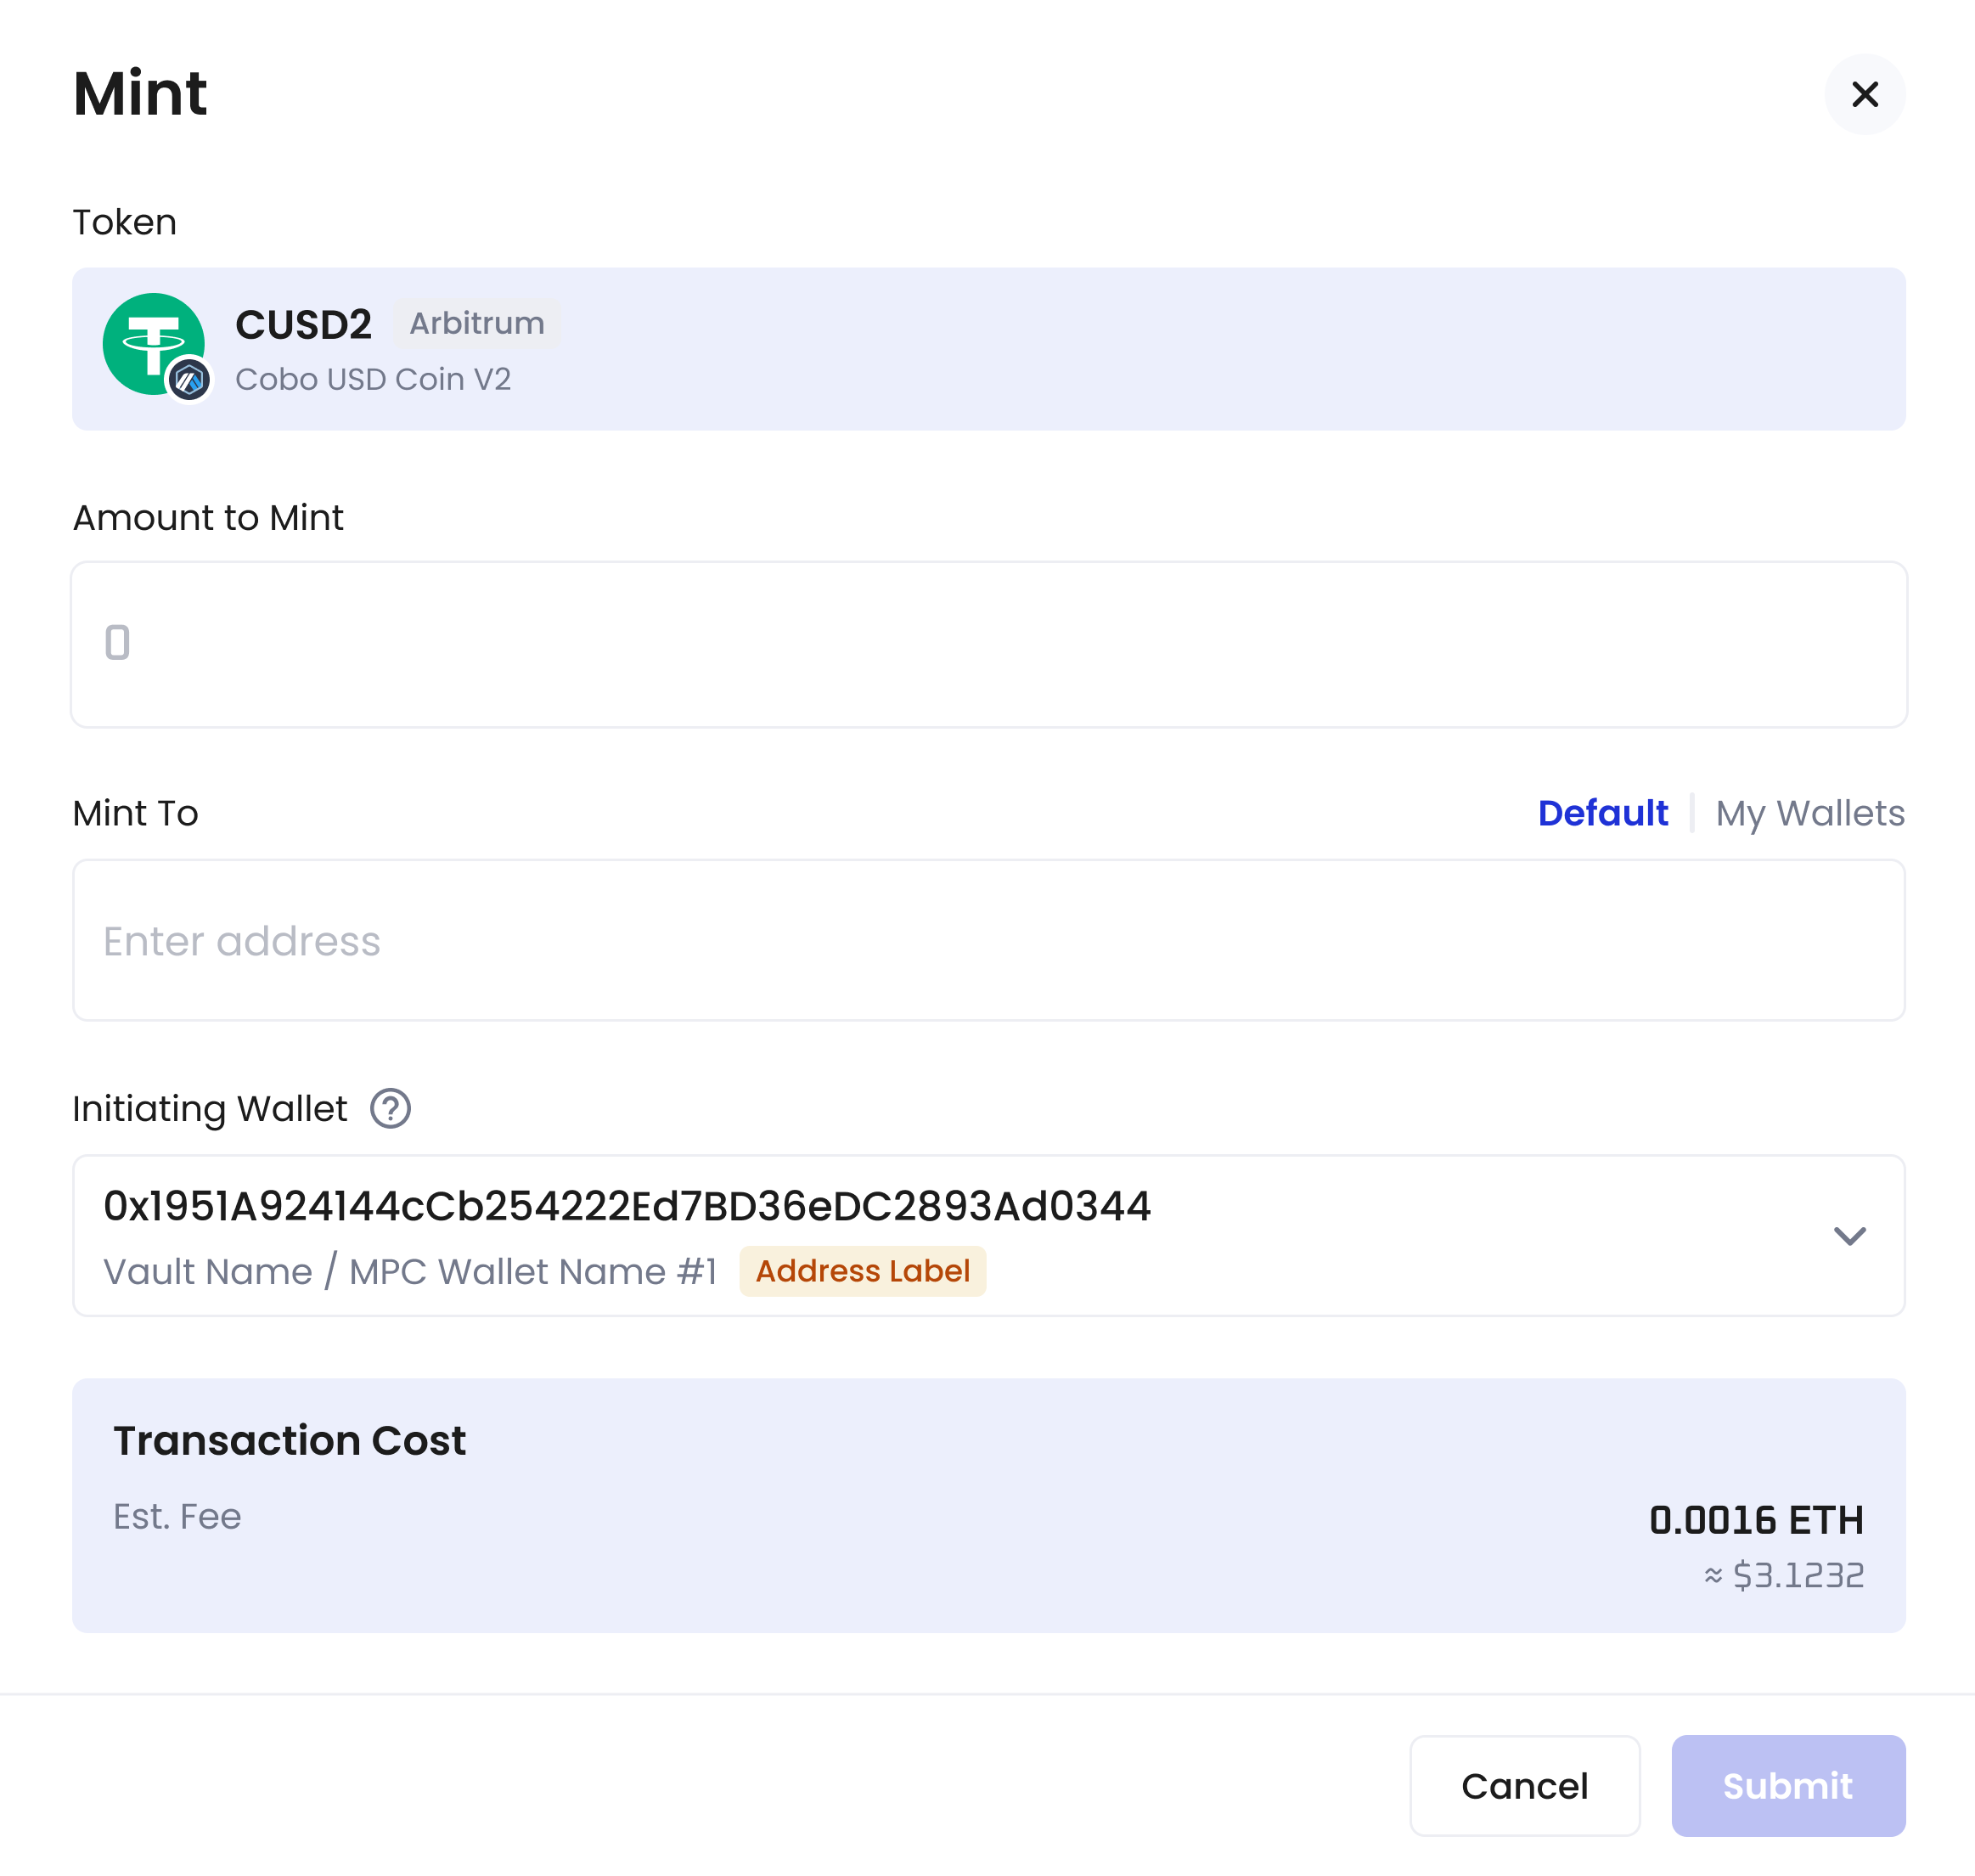 Mint
Token
CUSD2 Arbitrum
Cobo USD Coin V2
Amount to Mint
0
Mint To Default My Wallets
Enter address
Initiating Wallet
0x1951A924144cCb254222Ed7BD36eDC2893Ad0344
Vault Name / MPC Wallet Name #1 Address Label
Transaction Cost
Est. Fee 0.0016 ETH
≈ $3.1232
Cancel Submit